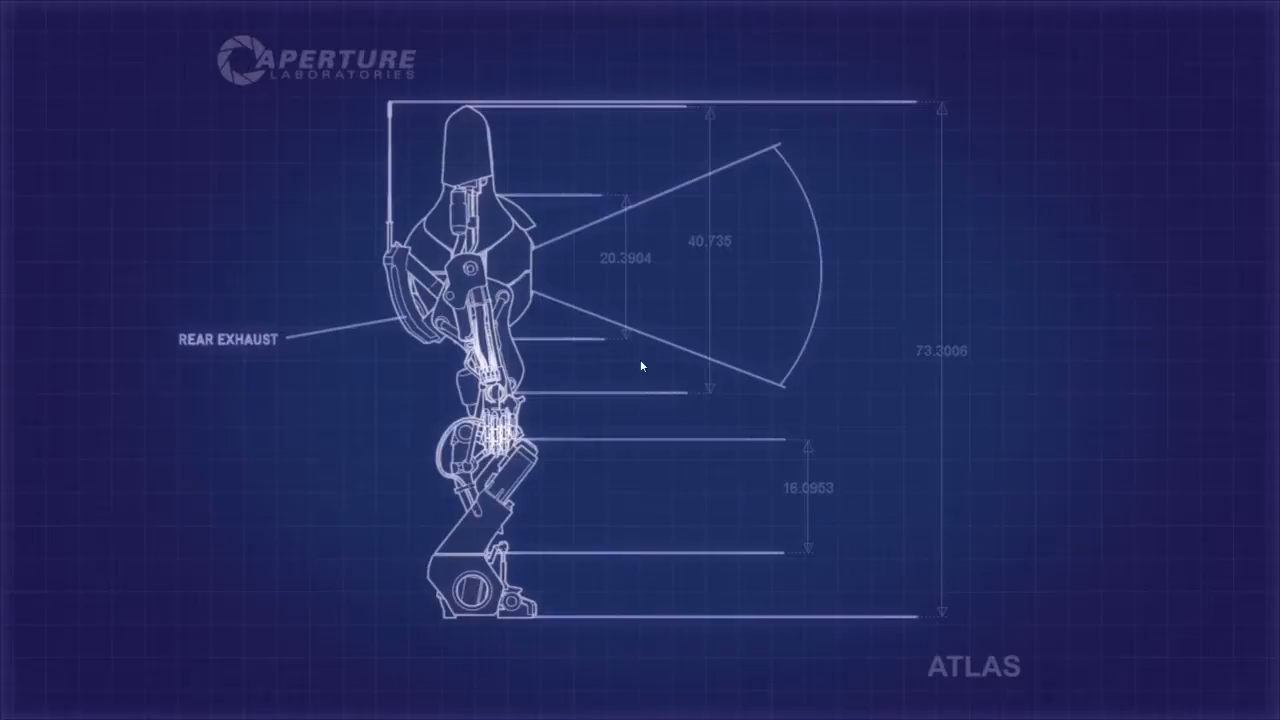 APERTURE
LABORATORIES
40.735
20.3904
REAR EXHAUST
73.3006
16.0953
ATLAS